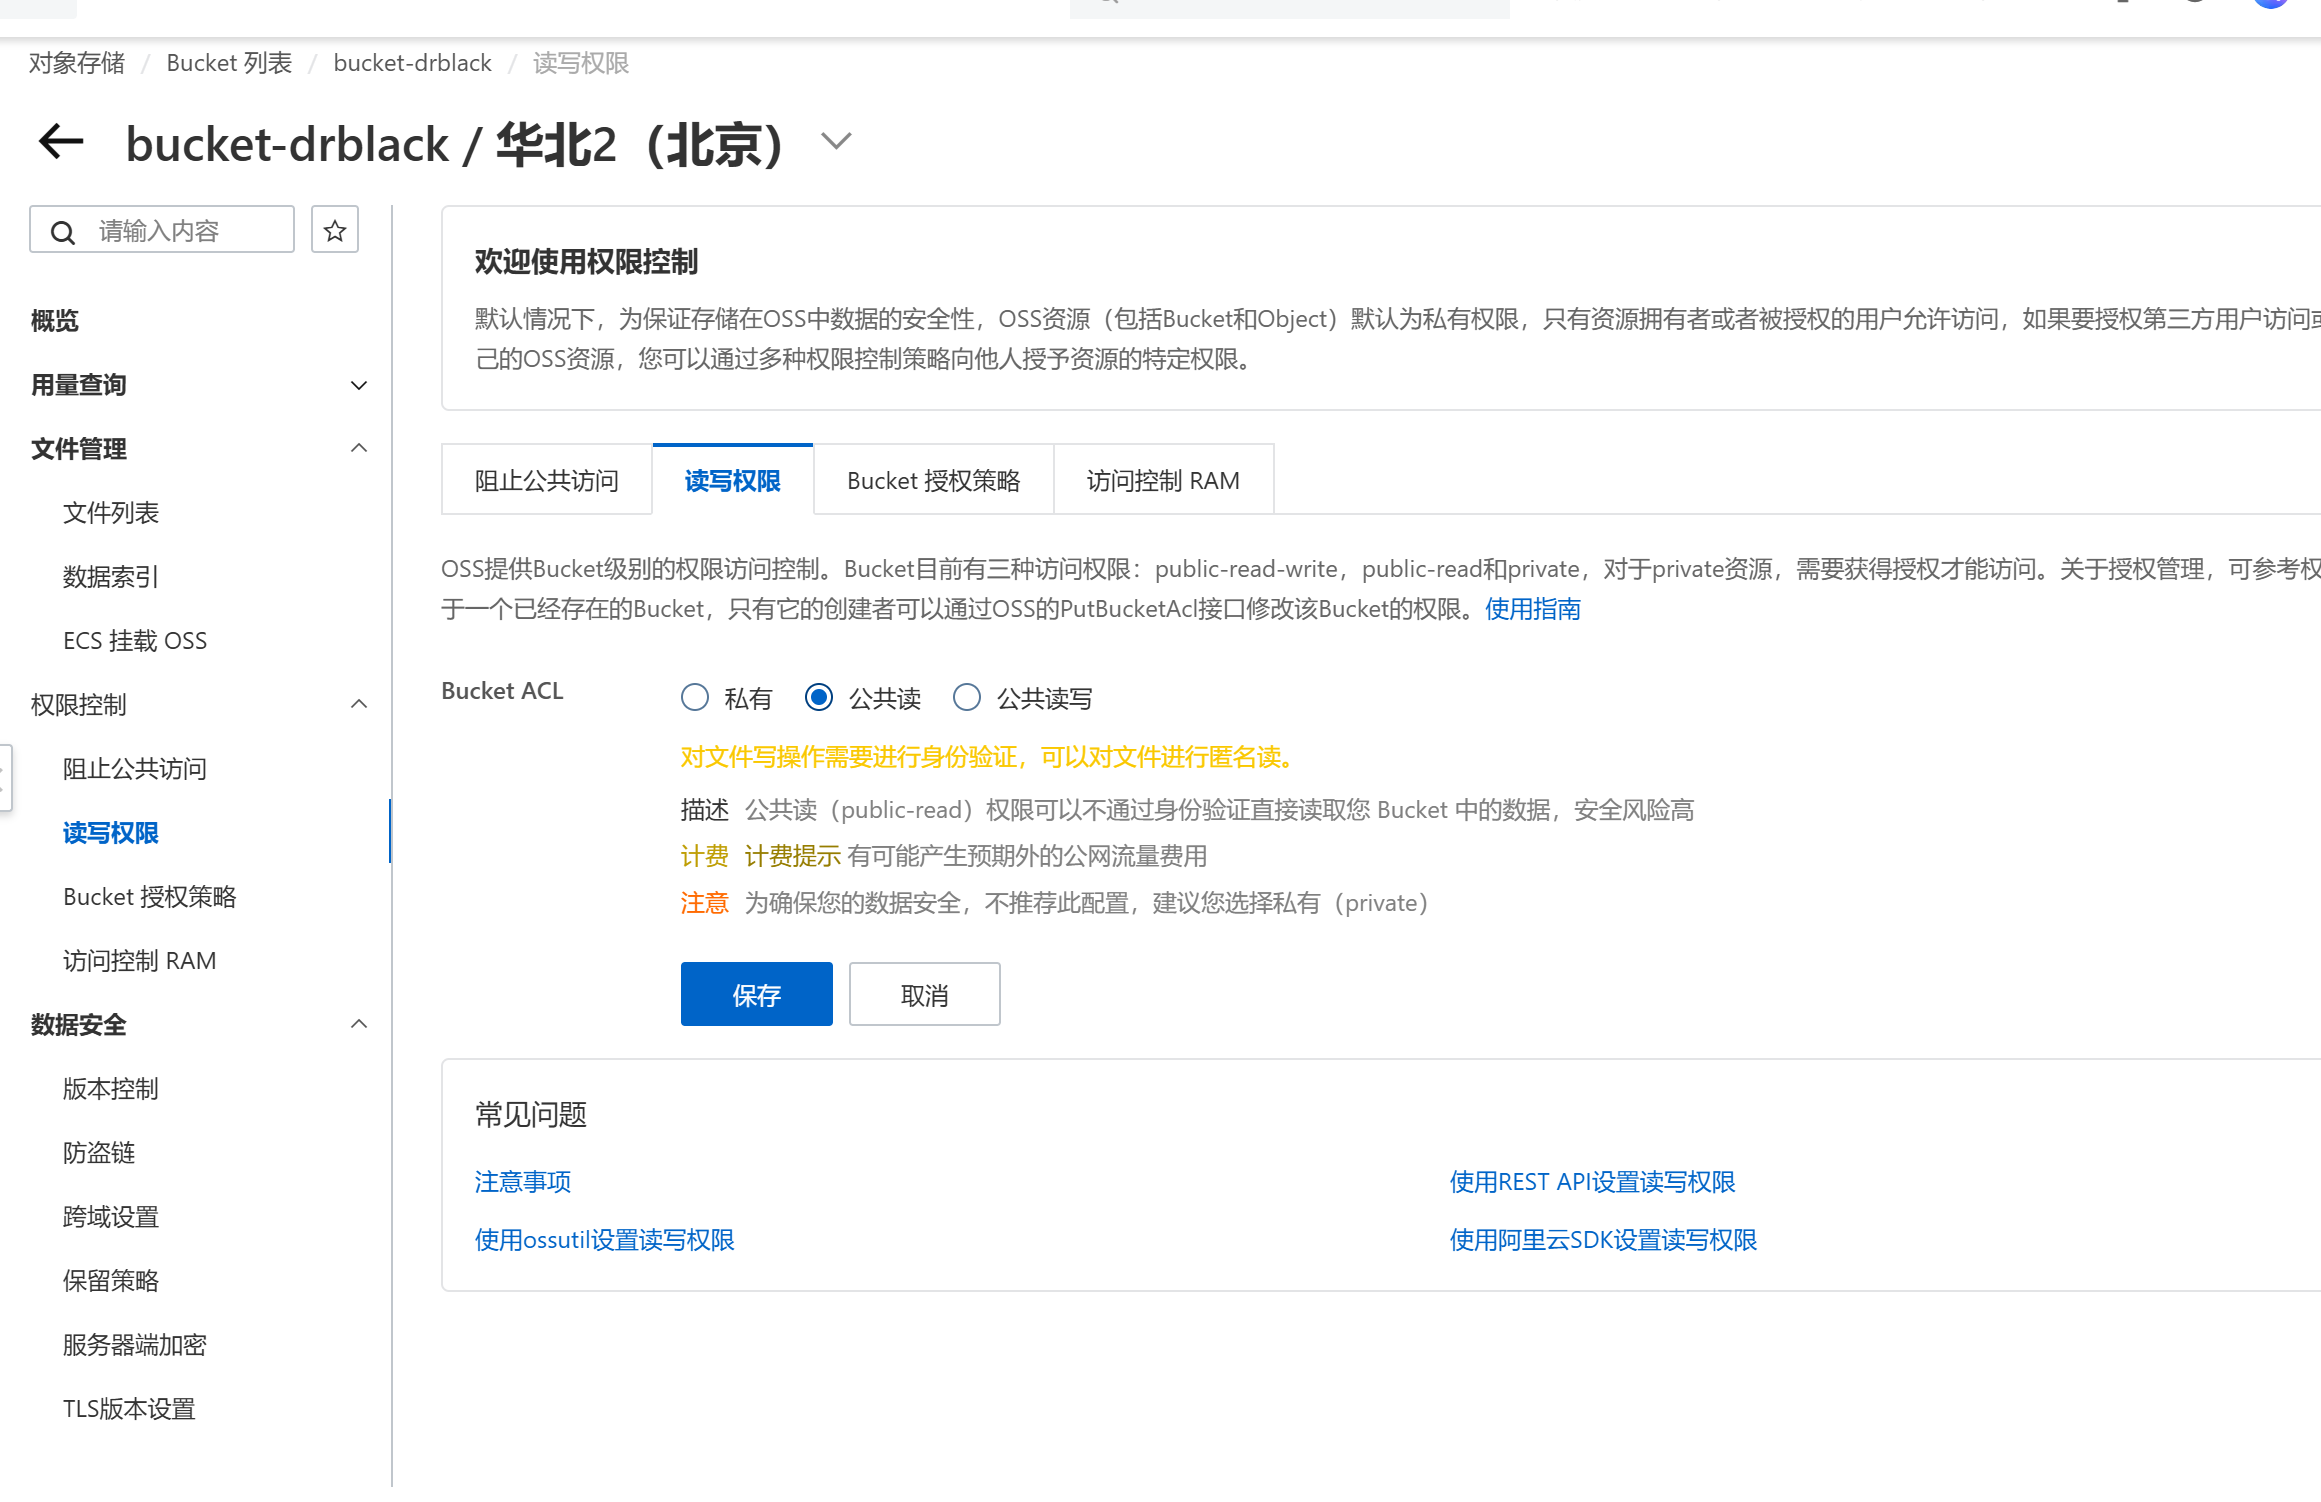 对象存储 / Bucket 列表 / bucket-drblack / 读写权限
bucket-drblack / 华北2（北京）
请输入内容
概览
用量查询
文件管理
文件列表
数据索引
ECS 挂载 OSS
权限控制
阻止公共访问
读写权限
Bucket 授权策略
访问控制 RAM
数据安全
版本控制
防盗链
跨域设置
保留策略
服务器端加密
TLS版本设置
欢迎使用权限控制
默认情况下，为保证存储在OSS中数据的安全性，OSS资源（包括Bucket和Object）默认为私有权限，只有资源拥有者或者被授权的用户允许访问，如果要授权第三方用户访问或
己的OSS资源，您可以通过多种权限控制策略向他人授予资源的特定权限。
阻止公共访问 读写权限 Bucket 授权策略 访问控制 RAM
OSS提供Bucket级别的权限访问控制。Bucket目前有三种访问权限：public-read-write，public-read和private，对于private资源，需要获得授权才能访问。关于授权管理，可参考权
于一个已经存在的Bucket，只有它的创建者可以通过OSS的PutBucketAcl接口修改该Bucket的权限。使用指南
Bucket ACL 私有 公共读 公共读写
对文件写操作需要进行身份验证，可以对文件进行匿名读。
描述 公共读（public-read）权限可以不通过身份验证直接读取您 Bucket 中的数据，安全风险高
计费 计费提示 有可能产生预期外的公网流量费用
注意 为确保您的数据安全，不推荐此配置，建议您选择私有（private）
保存 取消
常见问题
注意事项 使用REST API设置读写权限
使用ossutil设置读写权限 使用阿里云SDK设置读写权限